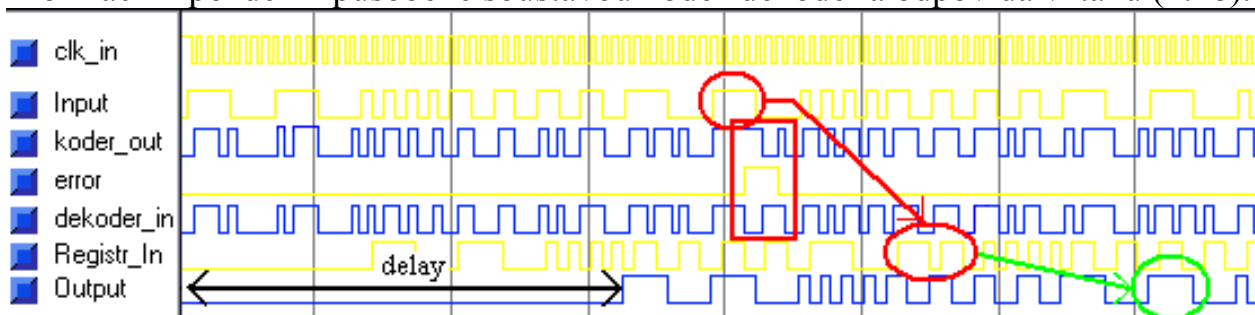 clk_in
Input
koder_out
error
dekoder_in
Registr_In
delay
Output